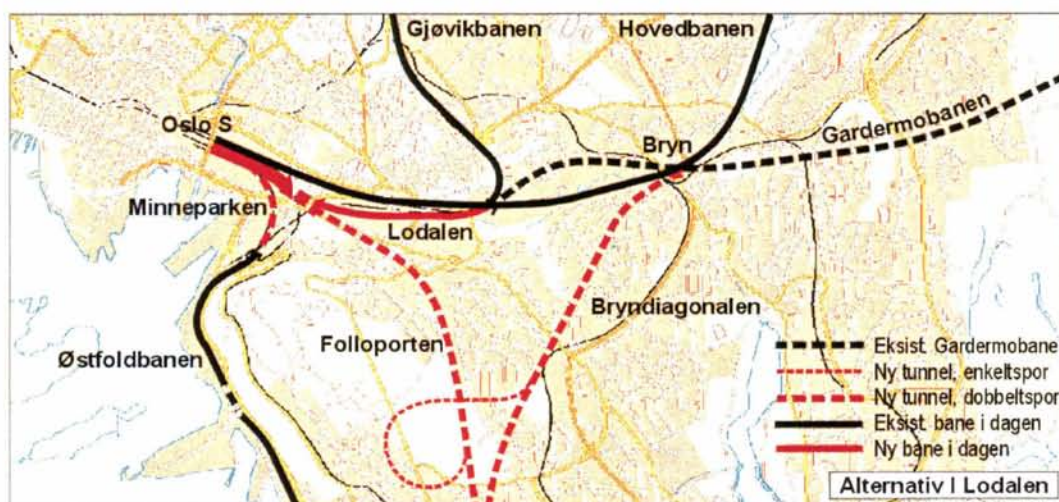 Gjøvikbanen
Hovedbanen
Oslo S
Bryn
Gardermobanen
Minneparken
Lodalen
Bryndiagonalen
Folloporten
Østfoldbanen
Eksist. Gardermobane
Ny tunnel, enkeltspor
Ny tunnel, dobbeltspor
Eksist. bane i dagen
Ny bane i dagen
Alternativ I Lodalen